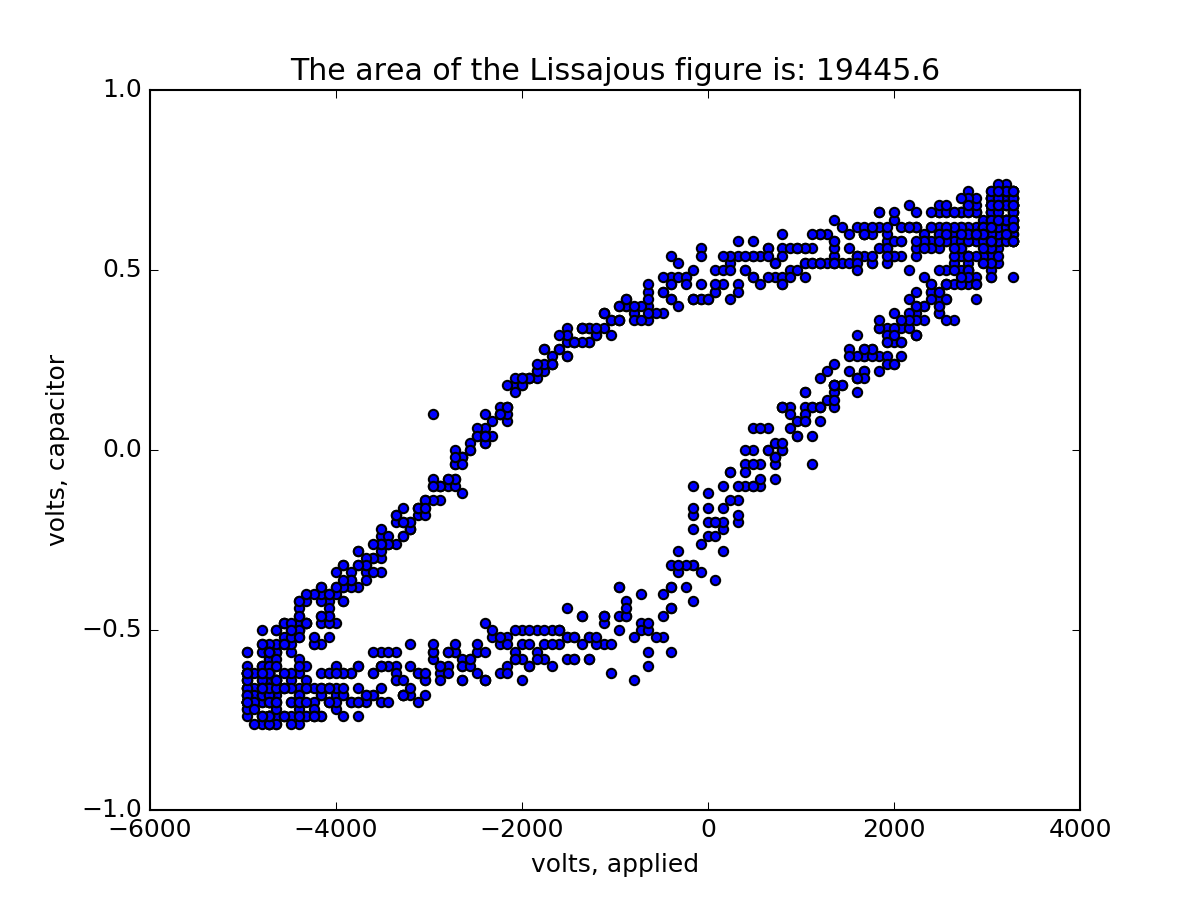 The area of the Lissajous figure is: 19445.6
1.0
0.5
0.0
−0.5
−1.0
volts, capacitor
−6000 −4000 −2000 0 2000 4000
volts, applied